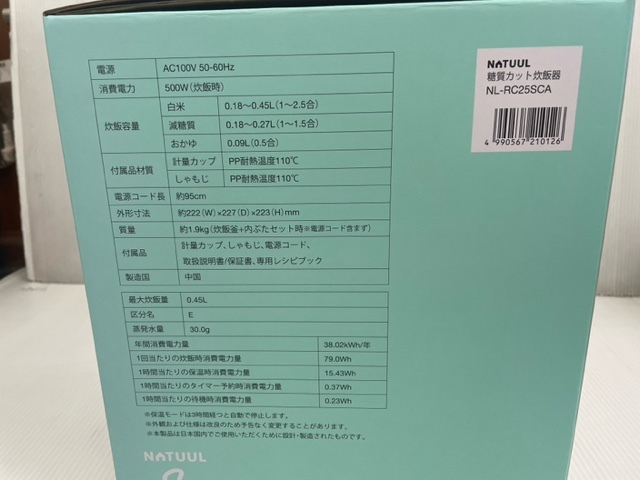 電源 AC100V 50-60Hz
消費電力 500W(炊飯時)
炊飯容量 白米 0.18〜0.45L(1〜2.5合)
減糖質 0.18〜0.27L(1〜1.5合)
おかゆ 0.09L(0.5合)
付属品材質 計量カップ PP耐熱温度110℃
しゃもじ PP耐熱温度110℃
電源コード長 約95cm
外形寸法 約222(W)×227(D)×223(H)mm
質量 約1.9kg(炊飯釜+内ぶたセット時※電源コード含まず)
付属品 計量カップ、しゃもじ、電源コード、
取扱説明書/保証書、専用レシピブック
製造国 中国
最大炊飯量 0.45L
区分名 E
蒸発水量 30.0g
年間消費電力量 38.02kWh/年
1回当たりの炊飯時消費電力量 79.0Wh
1時間当たりの保温時消費電力量 15.43Wh
1時間当たりのタイマー予約時消費電力量 0.37Wh
1時間当たりの待機時消費電力量 0.23Wh
※保温モードは3時間経つと自動で停止します。
※外観および仕様は改良のため予告なく変更することがあります。
※本製品は日本国内でご使用いただくために設計・製造されたものです。
NATUUL
NATUUL
糖質カット炊飯器
NL-RC25SCA
4 990567 210126